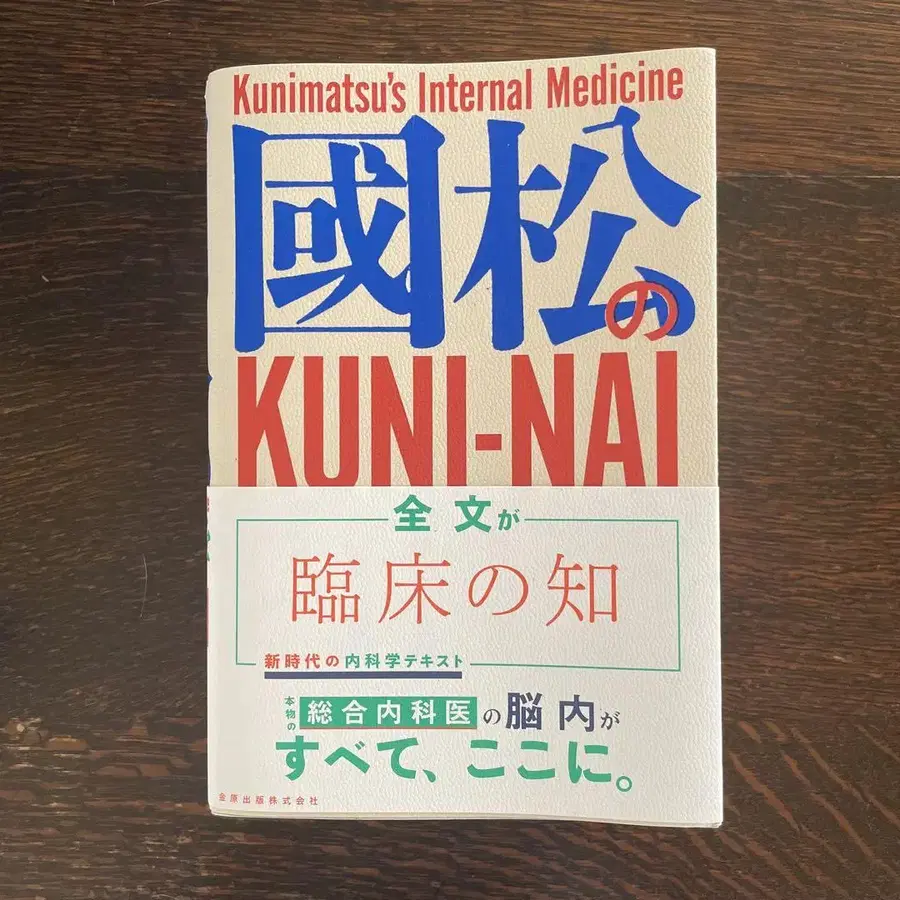 Kunimatsu's Internal Medicine
國松の
KUNI-NAI
全文が
臨床の知
新時代の内科学テキスト
本物の総合内科医の脳内が
すべて、ここに。
金原出版株式会社